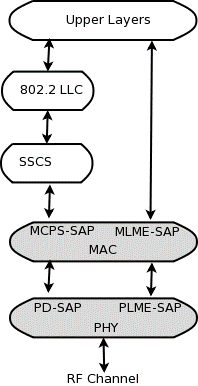 Upper Layers
802.2 LLC
SSCS
MCPS-SAP MLME-SAP
MAC
PD-SAP PLME-SAP
PHY
RF Channel